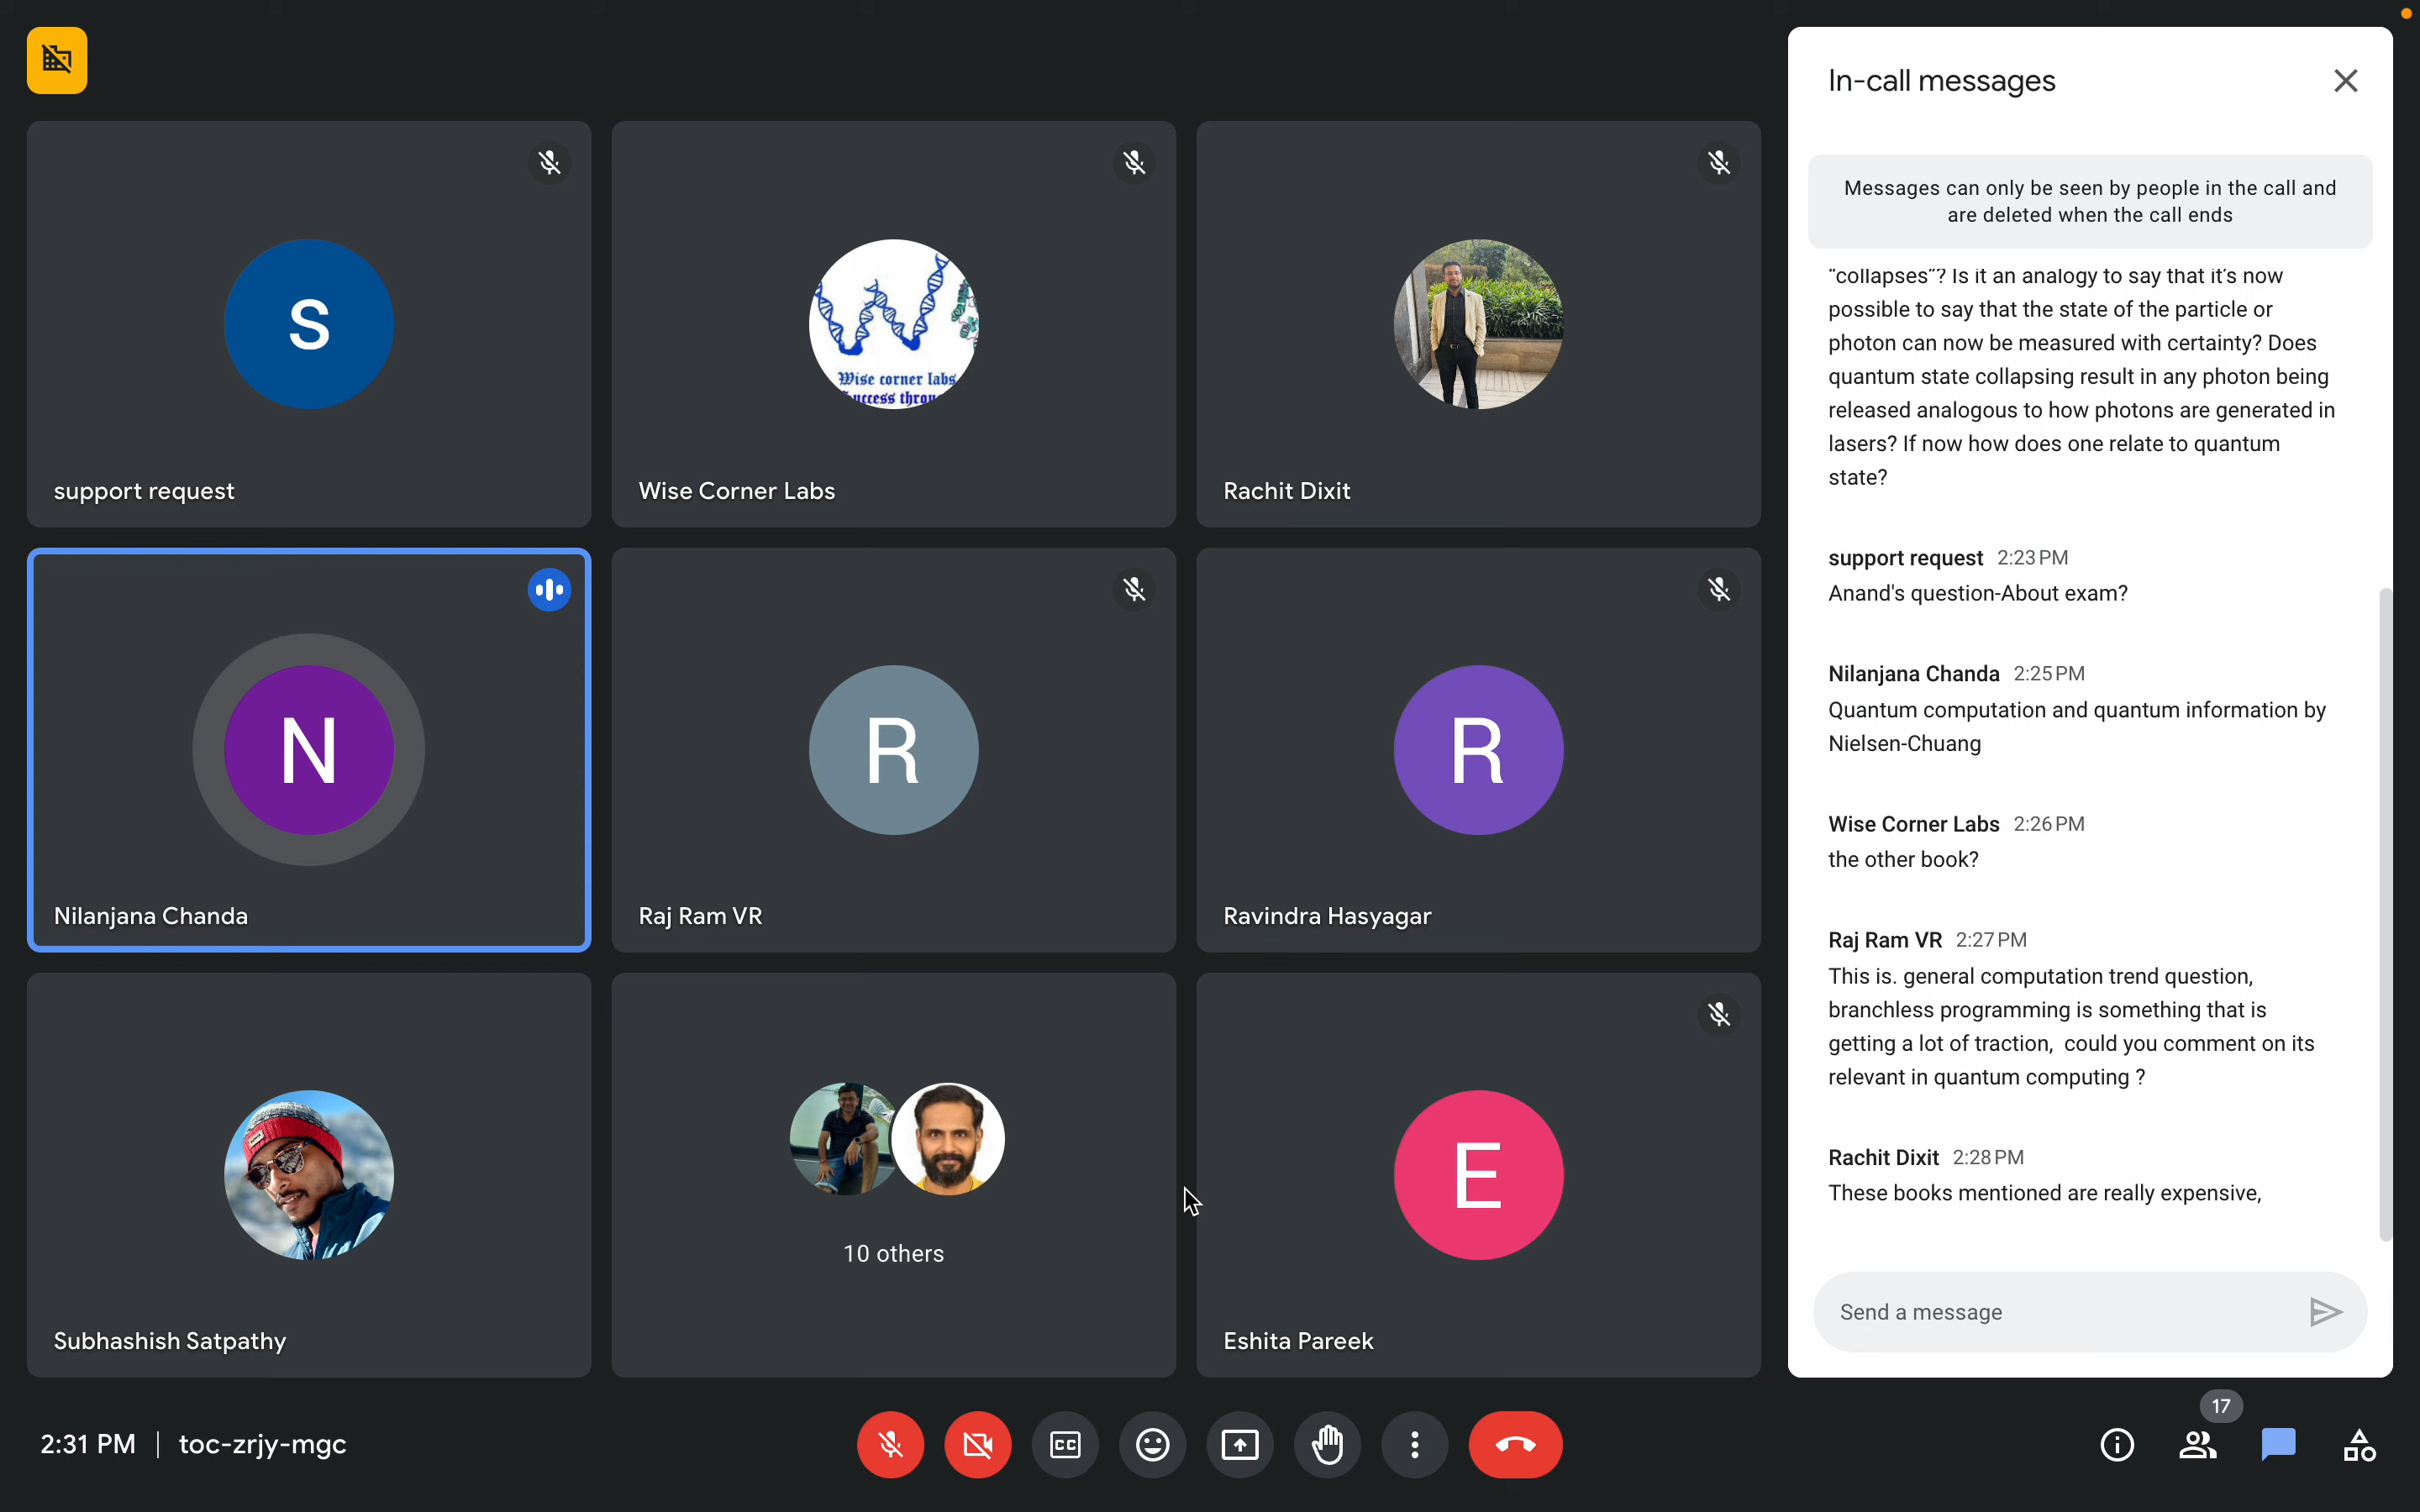 S
support request
Wise corner labs
Wise Corner Labs
Rachit Dixit
N
Nilanjana Chanda
R
Raj Ram VR
R
Ravindra Hasyagar
Subhashish Satpathy
10 others
E
Eshita Pareek
In-call messages
Messages can only be seen by people in the call and
are deleted when the call ends
“collapses”? Is it an analogy to say that it’s now
possible to say that the state of the particle or
photon can now be measured with certainty? Does
quantum state collapsing result in any photon being
released analogous to how photons are generated in
lasers? If now how does one relate to quantum
state?
support request 2:23 PM
Anand's question-About exam?
Nilanjana Chanda 2:25 PM
Quantum computation and quantum information by
Nielsen-Chuang
Wise Corner Labs 2:26 PM
the other book?
Raj Ram VR 2:27 PM
This is. general computation trend question,
branchless programming is something that is
getting a lot of traction,  could you comment on its
relevant in quantum computing ?
Rachit Dixit 2:28 PM
These books mentioned are really expensive,
Send a message
2:31 PM | toc-zrjy-mgc
CC
17